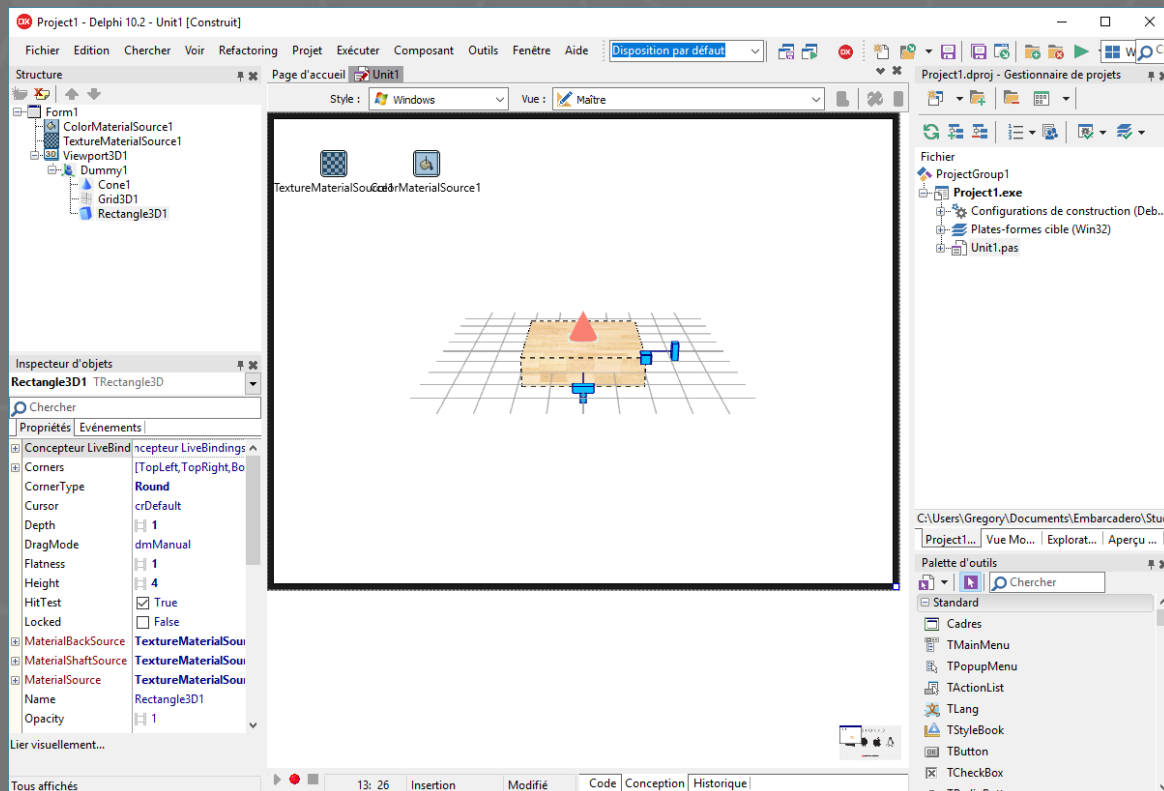 Project1 - Delphi 10.2 - Unit1 [Construit]
Fichier Edition Chercher Voir Refactoring Projet Exécuter Composant Outils Fenêtre Aide Disposition par défaut
Structure
Form1
ColorMaterialSource1
TextureMaterialSource1
Viewport3D1
Dummy1
Cone1
Grid3D1
Rectangle3D1
Inspecteur d'objets
Rectangle3D1 TRectangle3D
Chercher
Propriétés Evénements
Concepteur LiveBind ncepteur LiveBindings
Corners [TopLeft,TopRight,Bo
CornerType Round
Cursor crDefault
Depth 1
DragMode dmManual
Flatness 1
Height 4
HitTest True
Locked False
MaterialBackSource TextureMaterialSou
MaterialShaftSource TextureMaterialSou
MaterialSource TextureMaterialSou
Name Rectangle3D1
Opacity 1
Lier visuellement...
Tous affichés
Page d'accueil Unit1
Style : Windows Vue : Maître
TextureMaterialSource1
ColorMaterialSource1
13: 26 Insertion Modifié Code Conception Historique
Project1.dproj - Gestionnaire de projets
Fichier
ProjectGroup1
Project1.exe
Configurations de construction (Deb...
Plates-formes cible (Win32)
Unit1.pas
C:\Users\Gregory\Documents\Embarcadero\Stu
Project1... Vue Mo... Explorat... Aperçu ...
Palette d'outils
Chercher
Standard
Cadres
TMainMenu
TPopupMenu
TActionList
TLang
TStyleBook
TButton
TCheckBox